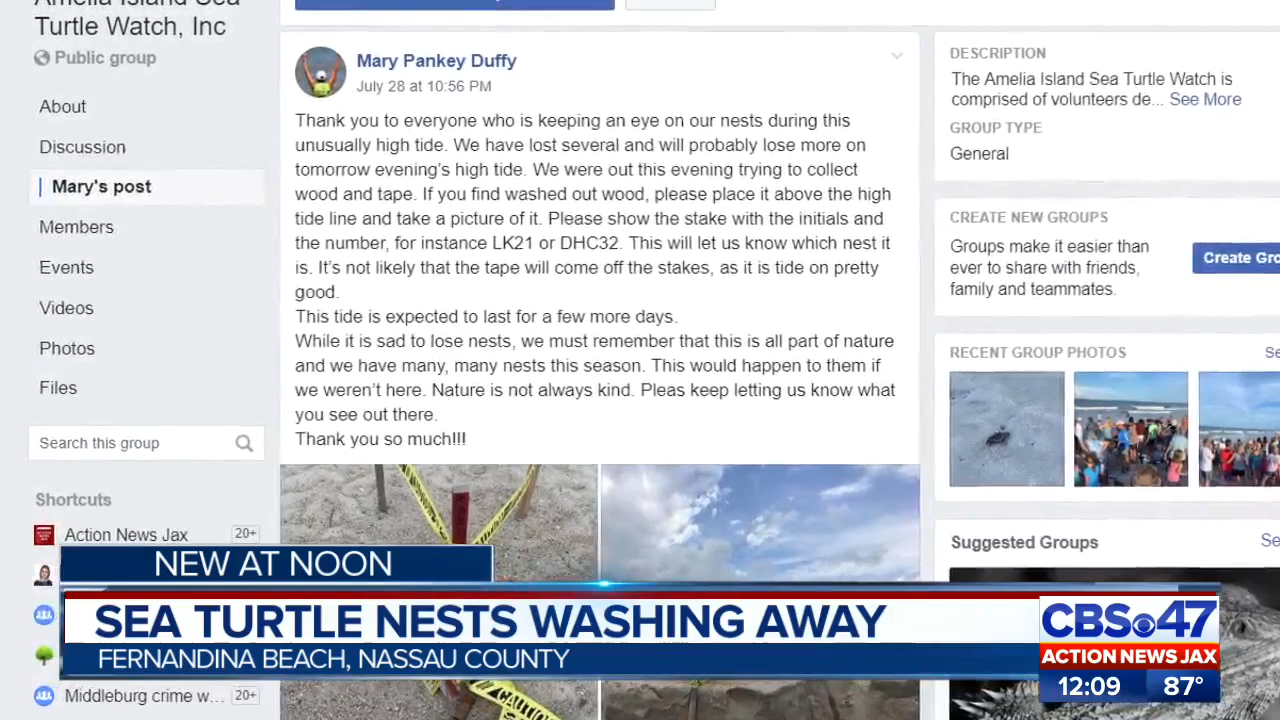 Amelia Island Sea
Turtle Watch, Inc
Public group
About
Discussion
Mary's post
Members
Events
Videos
Photos
Files
Search this group
Shortcuts
Action News Jax 20+
Middleburg crime w... 20+
Mary Pankey Duffy
July 28 at 10:56 PM
Thank you to everyone who is keeping an eye on our nests during this
unusually high tide. We have lost several and will probably lose more on
tomorrow evening's high tide. We were out this evening trying to collect
wood and tape. If you find washed out wood, please place it above the high
tide line and take a picture of it. Please show the stake with the initials and
the number, for instance LK21 or DHC32. This will let us know which nest it
is. It's not likely that the tape will come off the stakes, as it is tide on pretty
good.
This tide is expected to last for a few more days.
While it is sad to lose nests, we must remember that this is all part of nature
and we have many, many nests this season. This would happen to them if
we weren't here. Nature is not always kind. Pleas keep letting us know what
you see out there.
Thank you so much!!!
DESCRIPTION
The Amelia Island Sea Turtle Watch is
comprised of volunteers de... See More
GROUP TYPE
General
CREATE NEW GROUPS
Groups make it easier than
ever to share with friends,
family and teammates.
Create Gro
RECENT GROUP PHOTOS Se
Suggested Groups Se
NEW AT NOON
SEA TURTLE NESTS WASHING AWAY
FERNANDINA BEACH, NASSAU COUNTY
CBS 47
ACTION NEWS JAX
12:09 87°
CAUTION